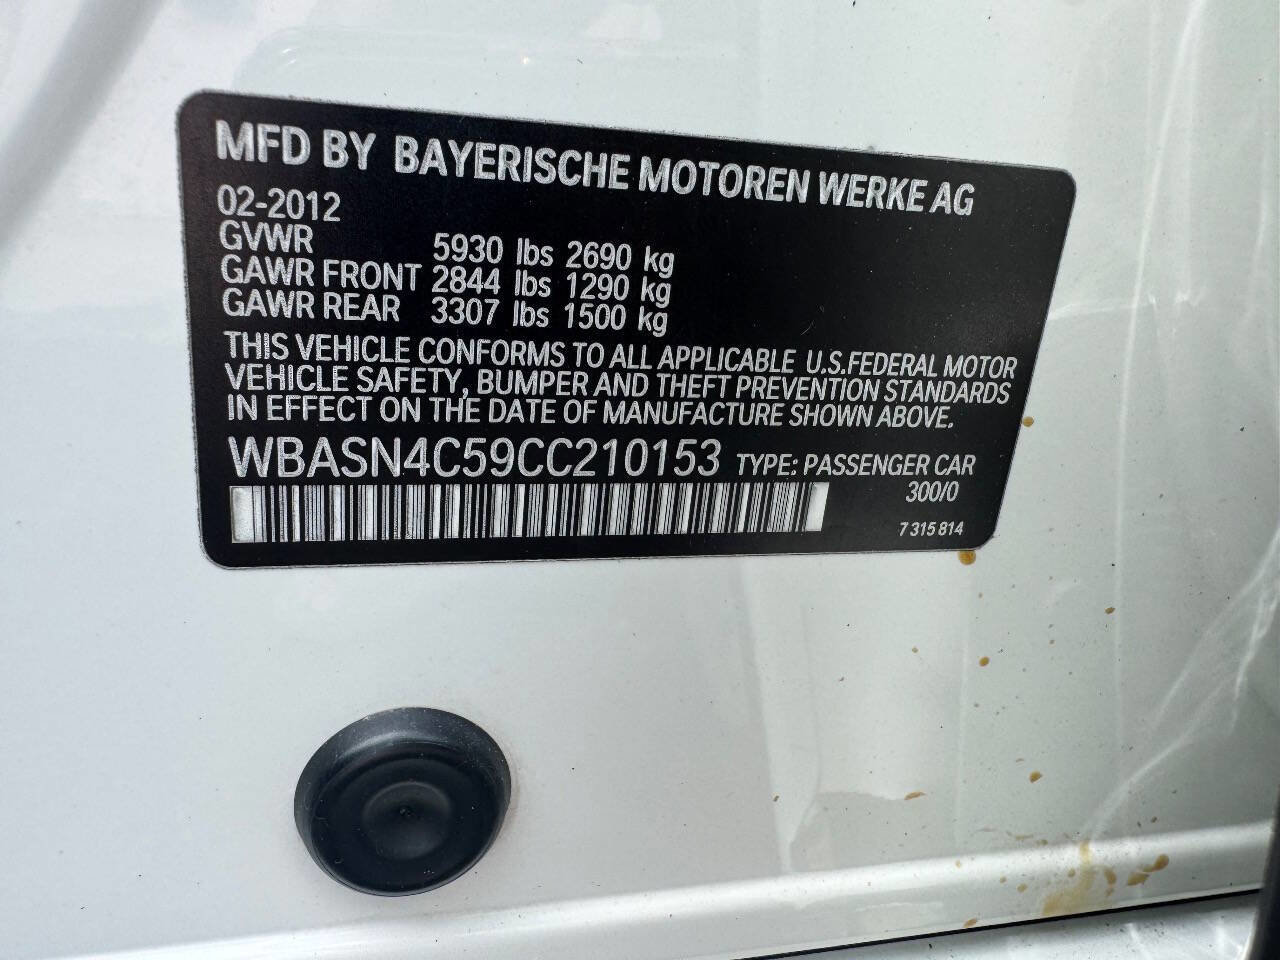 MFD BY BAYERISCHE MOTOREN WERKE AG
02-2012
GVWR 5930 lbs 2690 kg
GAWR FRONT 2844 lbs 1290 kg
GAWR REAR 3307 lbs 1500 kg
THIS VEHICLE CONFORMS TO ALL APPLICABLE U.S.FEDERAL MOTOR
VEHICLE SAFETY, BUMPER AND THEFT PREVENTION STANDARDS
IN EFFECT ON THE DATE OF MANUFACTURE SHOWN ABOVE.
WBASN4C59CC210153 TYPE: PASSENGER CAR
300/0
7 315 814